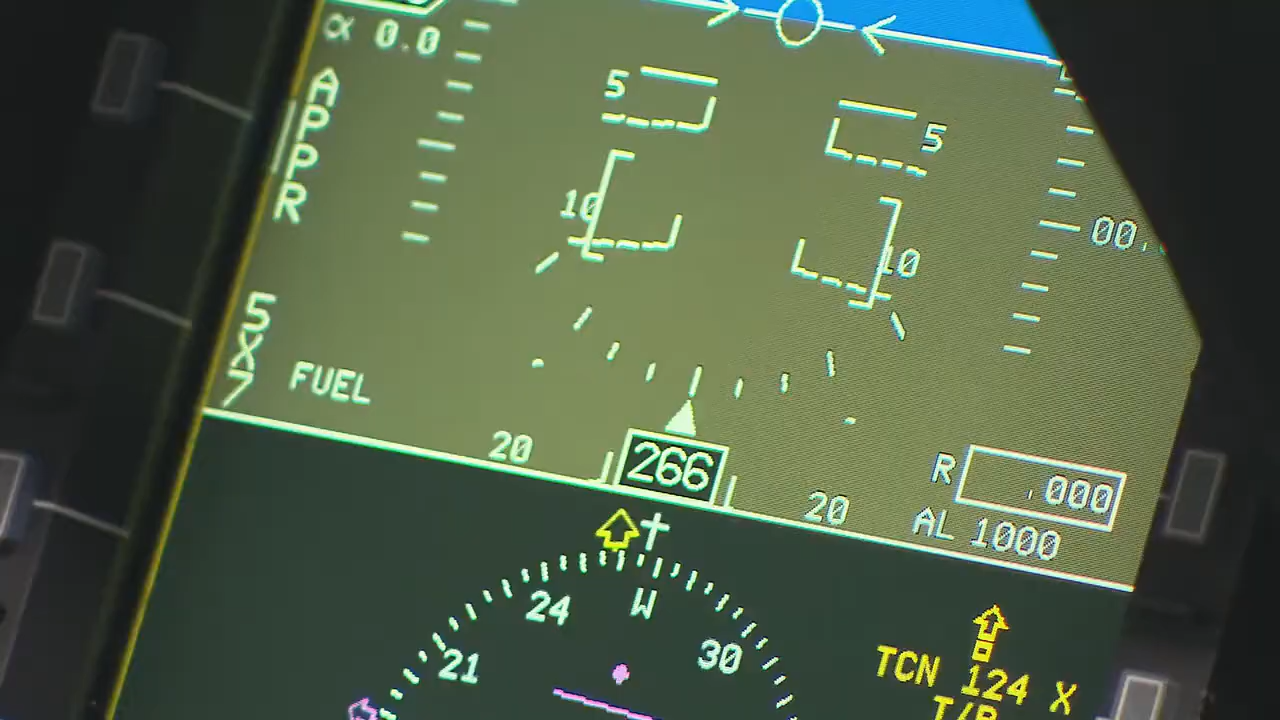 α 0.0
A
P
P
R
5
5
10
10
00.
5
X
7
FUEL
20
266
20
R .000
AL 1000
24
W
30
21
TCN 124 X
T/R